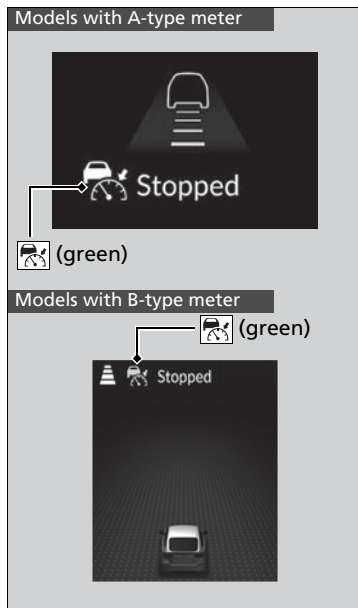 Models with A-type meter
Stopped
(green)
Models with B-type meter
(green)
Stopped